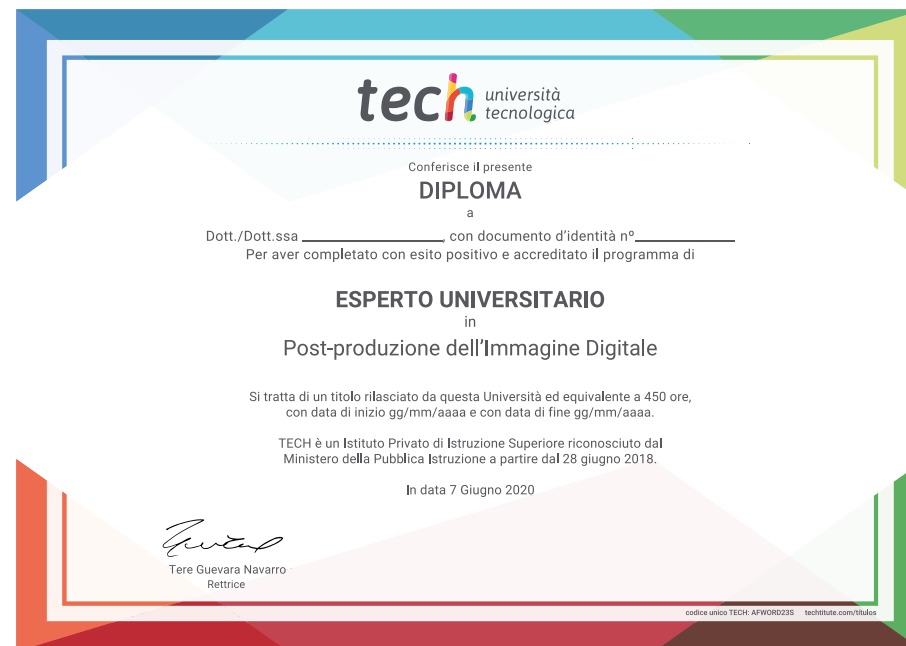 tech università
tecnologica
Conferisce il presente
DIPLOMA
a
Dott./Dott.ssa ____________________, con documento d'identità nº______________
Per aver completato con esito positivo e accreditato il programma di
ESPERTO UNIVERSITARIO
in
Post-produzione dell'Immagine Digitale
Si tratta di un titolo rilasciato da questa Università ed equivalente a 450 ore,
con data di inizio gg/mm/aaaa e con data di fine gg/mm/aaaa.
TECH è un Istituto Privato di Istruzione Superiore riconosciuto dal
Ministero della Pubblica Istruzione a partire dal 28 giugno 2018.
In data 7 Giugno 2020
Tere Guevara Navarro
Rettrice
codice unico TECH: AFWORD23S techtitute.com/titulos